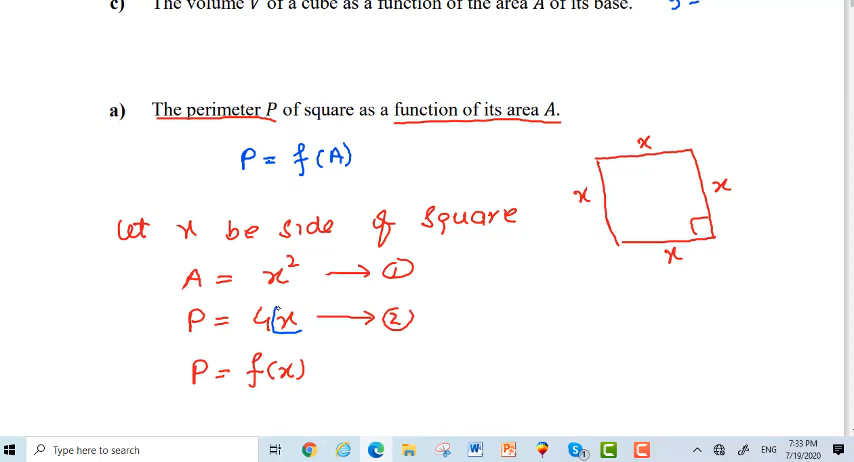 c) The volume V of a cube as a function of the area A of its base.
a) The perimeter P of square as a function of its area A.
P = f(A)
x
x
x
x
Let x be side of square
A = x² → ①
P = 4x → ②
P = f(x)
Type here to search
ENG
7:33 PM
7/19/2020